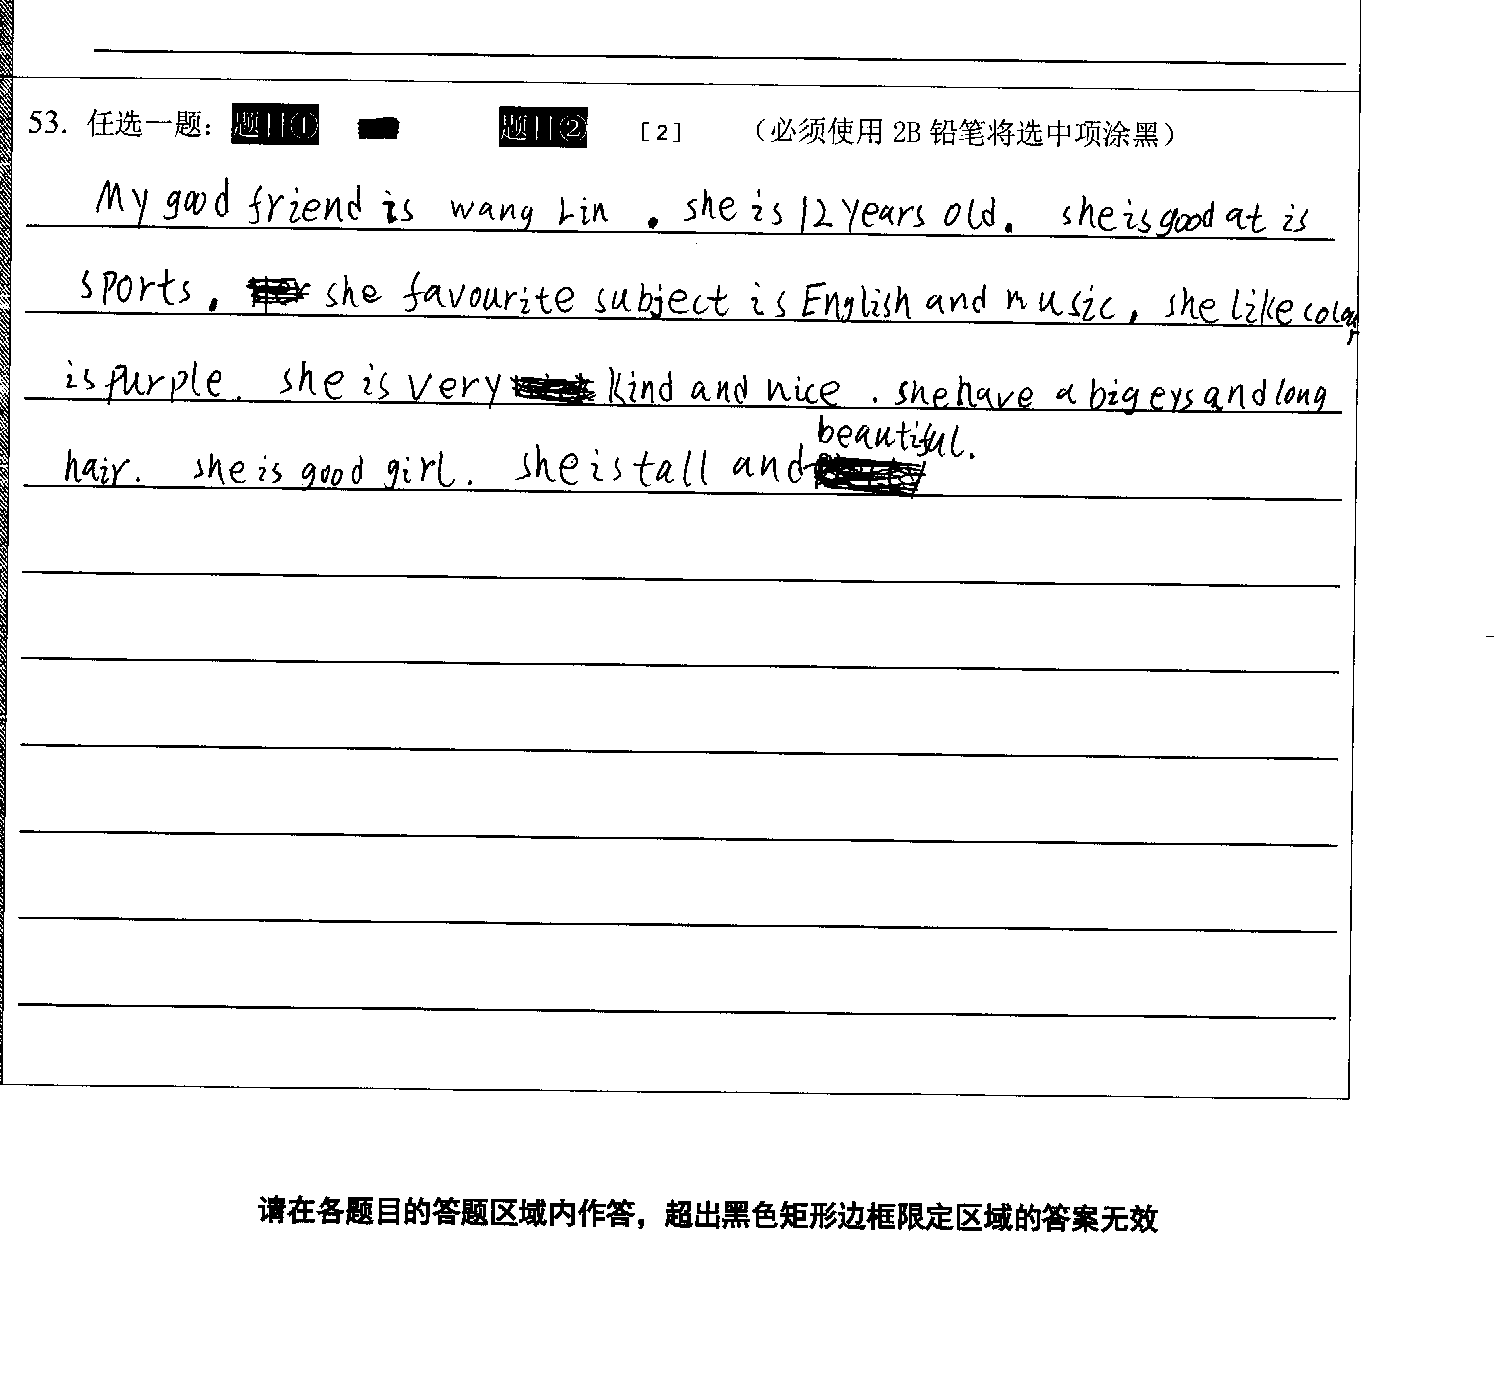 53. 任选一题： 题目① 题目② [2] （必须使用 2B 铅笔将选中项涂黑）
My good friend is wang Lin . she is 12 years old. she is good at is
sports. she favourite subject is English and music. she like colour
is purple. she is very kind and nice . she have a big eys and long
hair. she is good girl. she is tall and beautiful.
请在各题目的答题区域内作答，超出黑色矩形边框限定区域的答案无效